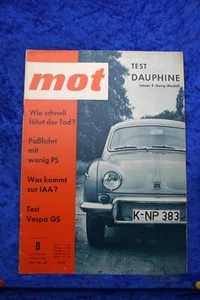 mot
TEST
DAUPHINE
neues 4-Gang-Modell
Wie schnell
fährt der Tod?
Paßfahrt
mit
wenig PS
Was kommt
zur IAA?
Test
Vespa GS
8
K-NP 383